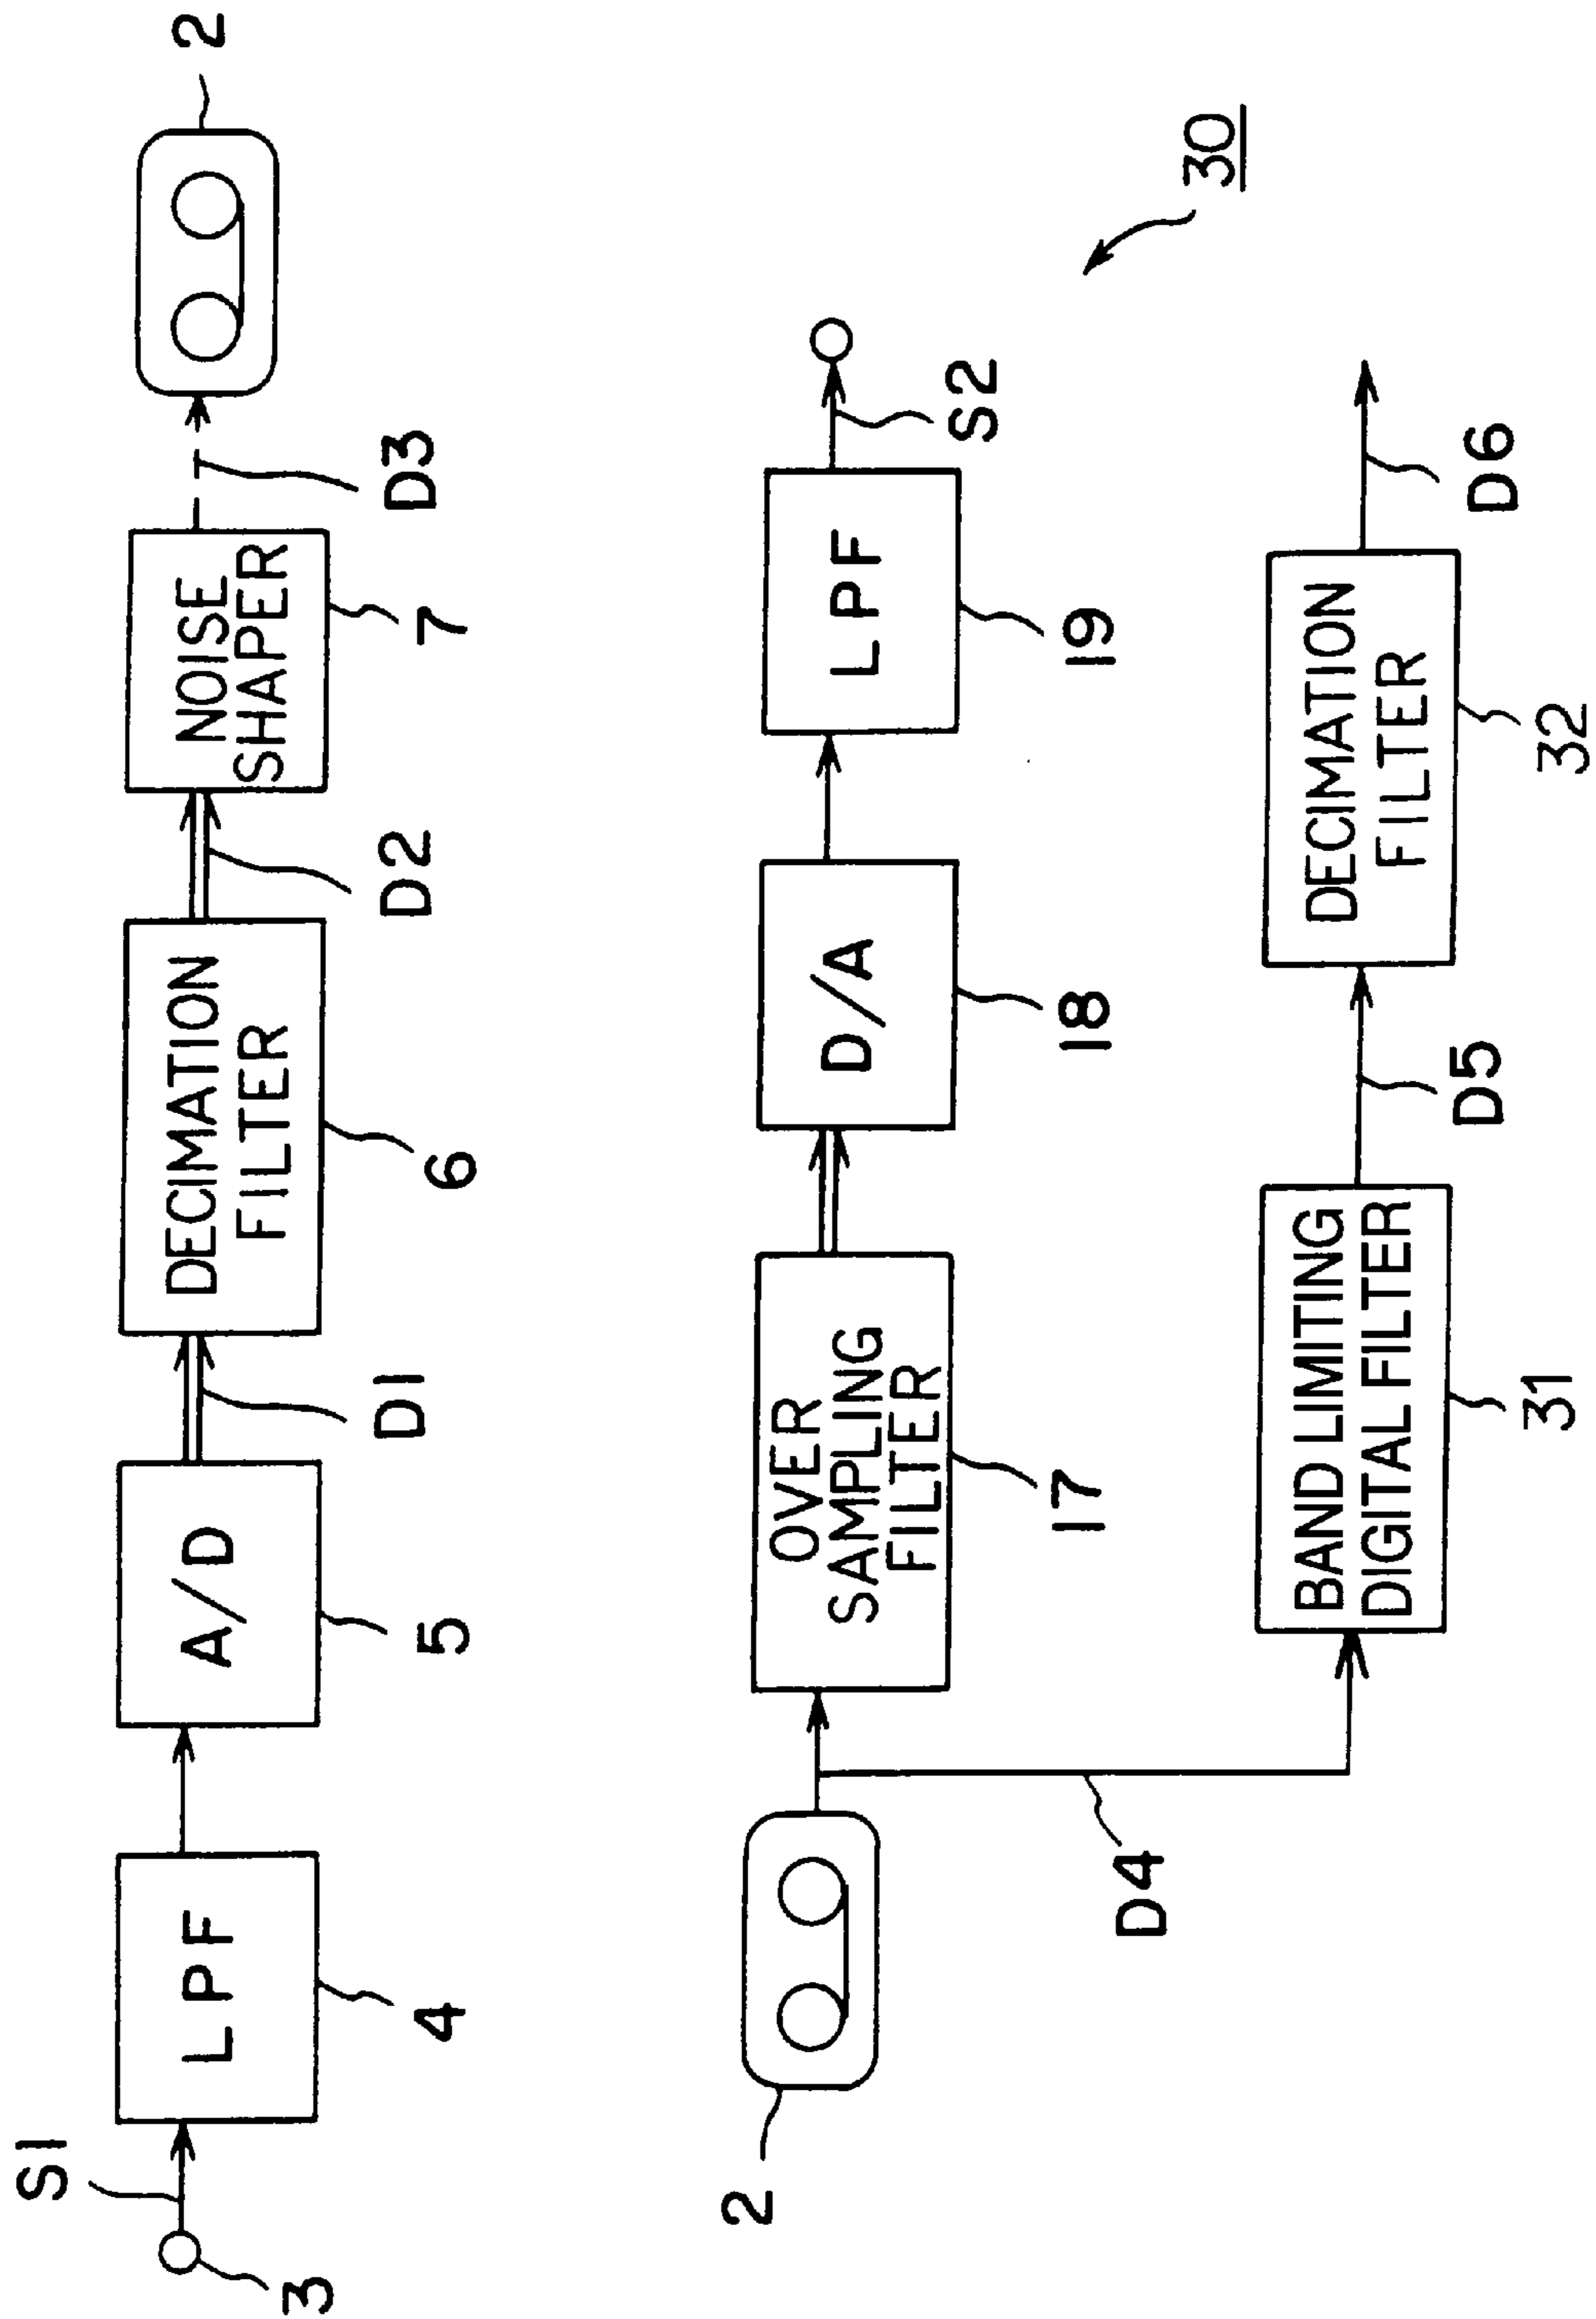 S1
3
LPF
4
A/D
5
D1
DECIMATION
FILTER
6
D2
NOISE
SHAPER
7
D3
2
2
D4
OVER
SAMPLING
FILTER
17
D/A
18
LPF
19
S2
30
BAND LIMITING
DIGITAL FILTER
31
D5
DECIMATION
FILTER
32
D6